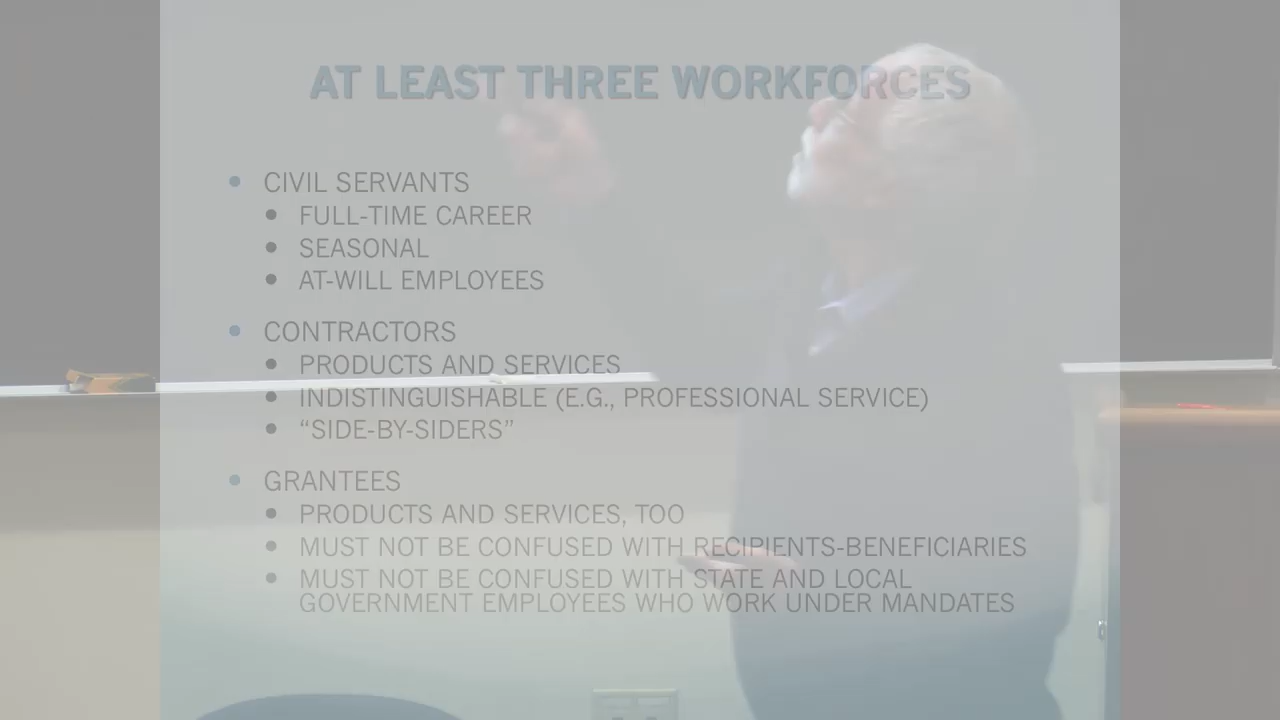 AT LEAST THREE WORKFORCES
• CIVIL SERVANTS
• FULL-TIME CAREER
• SEASONAL
• AT-WILL EMPLOYEES
• CONTRACTORS
• PRODUCTS AND SERVICES
• INDISTINGUISHABLE (E.G., PROFESSIONAL SERVICE)
• “SIDE-BY-SIDERS”
• GRANTEES
• PRODUCTS AND SERVICES, TOO
• MUST NOT BE CONFUSED WITH RECIPIENTS-BENEFICIARIES
• MUST NOT BE CONFUSED WITH STATE AND LOCAL
GOVERNMENT EMPLOYEES WHO WORK UNDER MANDATES